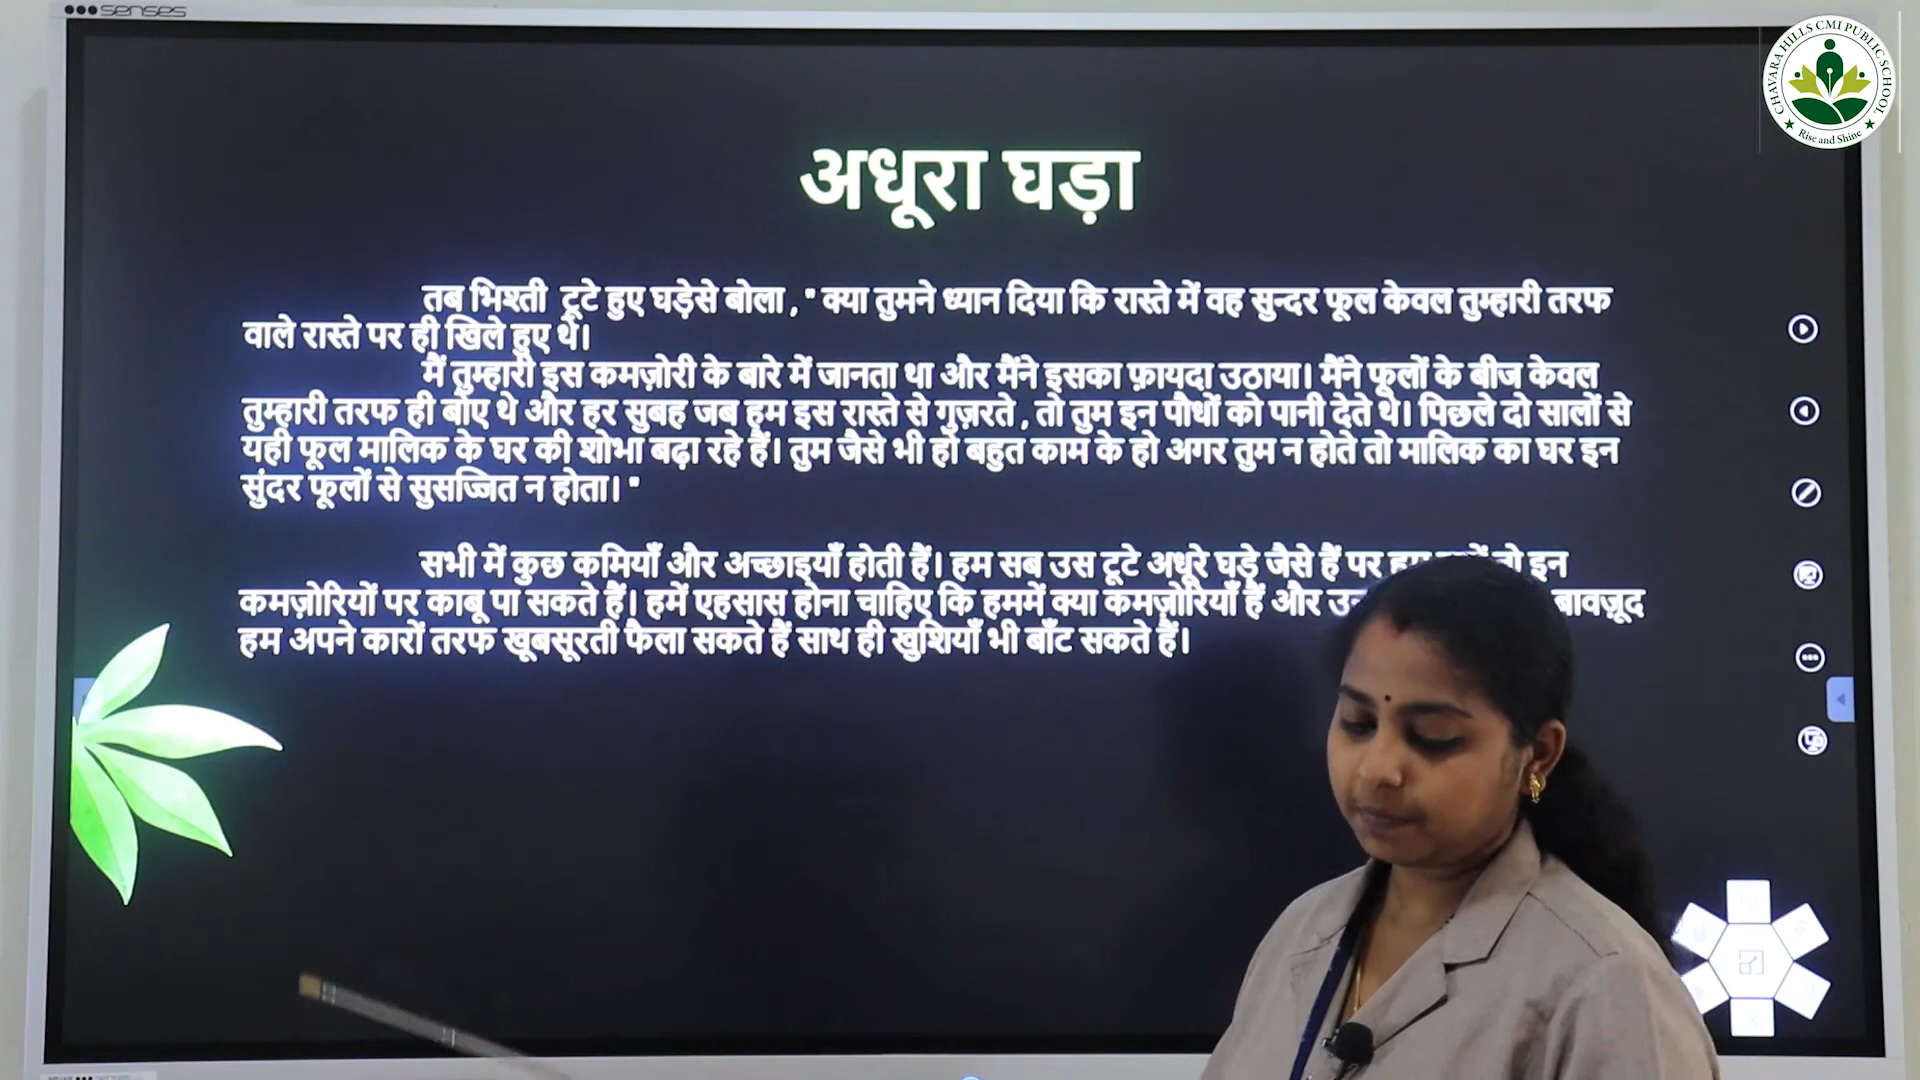 senses
CHAVARA HILLS CMI PUBLIC SCHOOL
Rise and Shine
अधूरा घड़ा
तब भिश्ती टूटे हुए घड़ेसे बोला , " क्या तुमने ध्यान दिया कि रास्ते में वह सुन्दर फूल केवल तुम्हारी तरफ
वाले रास्ते पर ही खिले हुए थे।
मैं तुम्हारी इस कमज़ोरी के बारे में जानता था और मैंने इसका फ़ायदा उठाया। मैंने फूलों के बीज केवल
तुम्हारी तरफ ही बोए थे और हर सुबह जब हम इस रास्ते से गुज़रते , तो तुम इन पौधों को पानी देते थे। पिछले दो सालों से
यही फूल मालिक के घर की शोभा बढ़ा रहे हैं। तुम जैसे भी हो बहुत काम के हो अगर तुम न होते तो मालिक का घर इन
सुंदर फूलों से सुसज्जित न होता। "
सभी में कुछ कमियाँ और अच्छाइयाँ होती हैं। हम सब उस टूटे अधूरे घड़े जैसे हैं पर इन
कमज़ोरियों पर काबू पा सकते हैं। हमें एहसास होना चाहिए कि हममें क्या कमज़ोरियाँ हैं और बावज़ूद
हम अपने कारों तरफ खूबसूरती फैला सकते हैं साथ ही खुशियाँ भी बाँट सकते हैं।